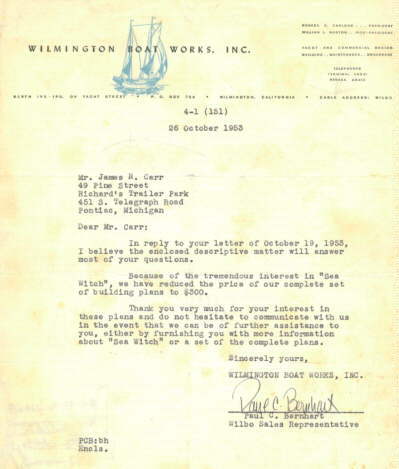 WILMINGTON BOAT WORKS, INC.
WILMINGTON, CALIFORNIA
4-1 (151)
26 October 1953
Mr. James R. Carr
49 Pine Street
Richard's Trailer Park
451 S. Telegraph Road
Pontiac, Michigan
Dear Mr. Carr:
In reply to your letter of October 19, 1953,
I believe the enclosed descriptive matter will answer
most of your questions.
Because of the tremendous interest in "Sea
Witch", we have reduced the price of our complete set
of building plans to $300.
Thank you very much for your interest in
these plans and do not hesitate to communicate with us
in the event that we can be of further assistance to
you, either by furnishing you with more information
about "Sea Witch" or a set of the complete plans.
Sincerely yours,
WILMINGTON BOAT WORKS, INC.
Paul C. Bernhart
Paul C. Bernhart
Wilbo Sales Representative
PCB:bh
Encls.